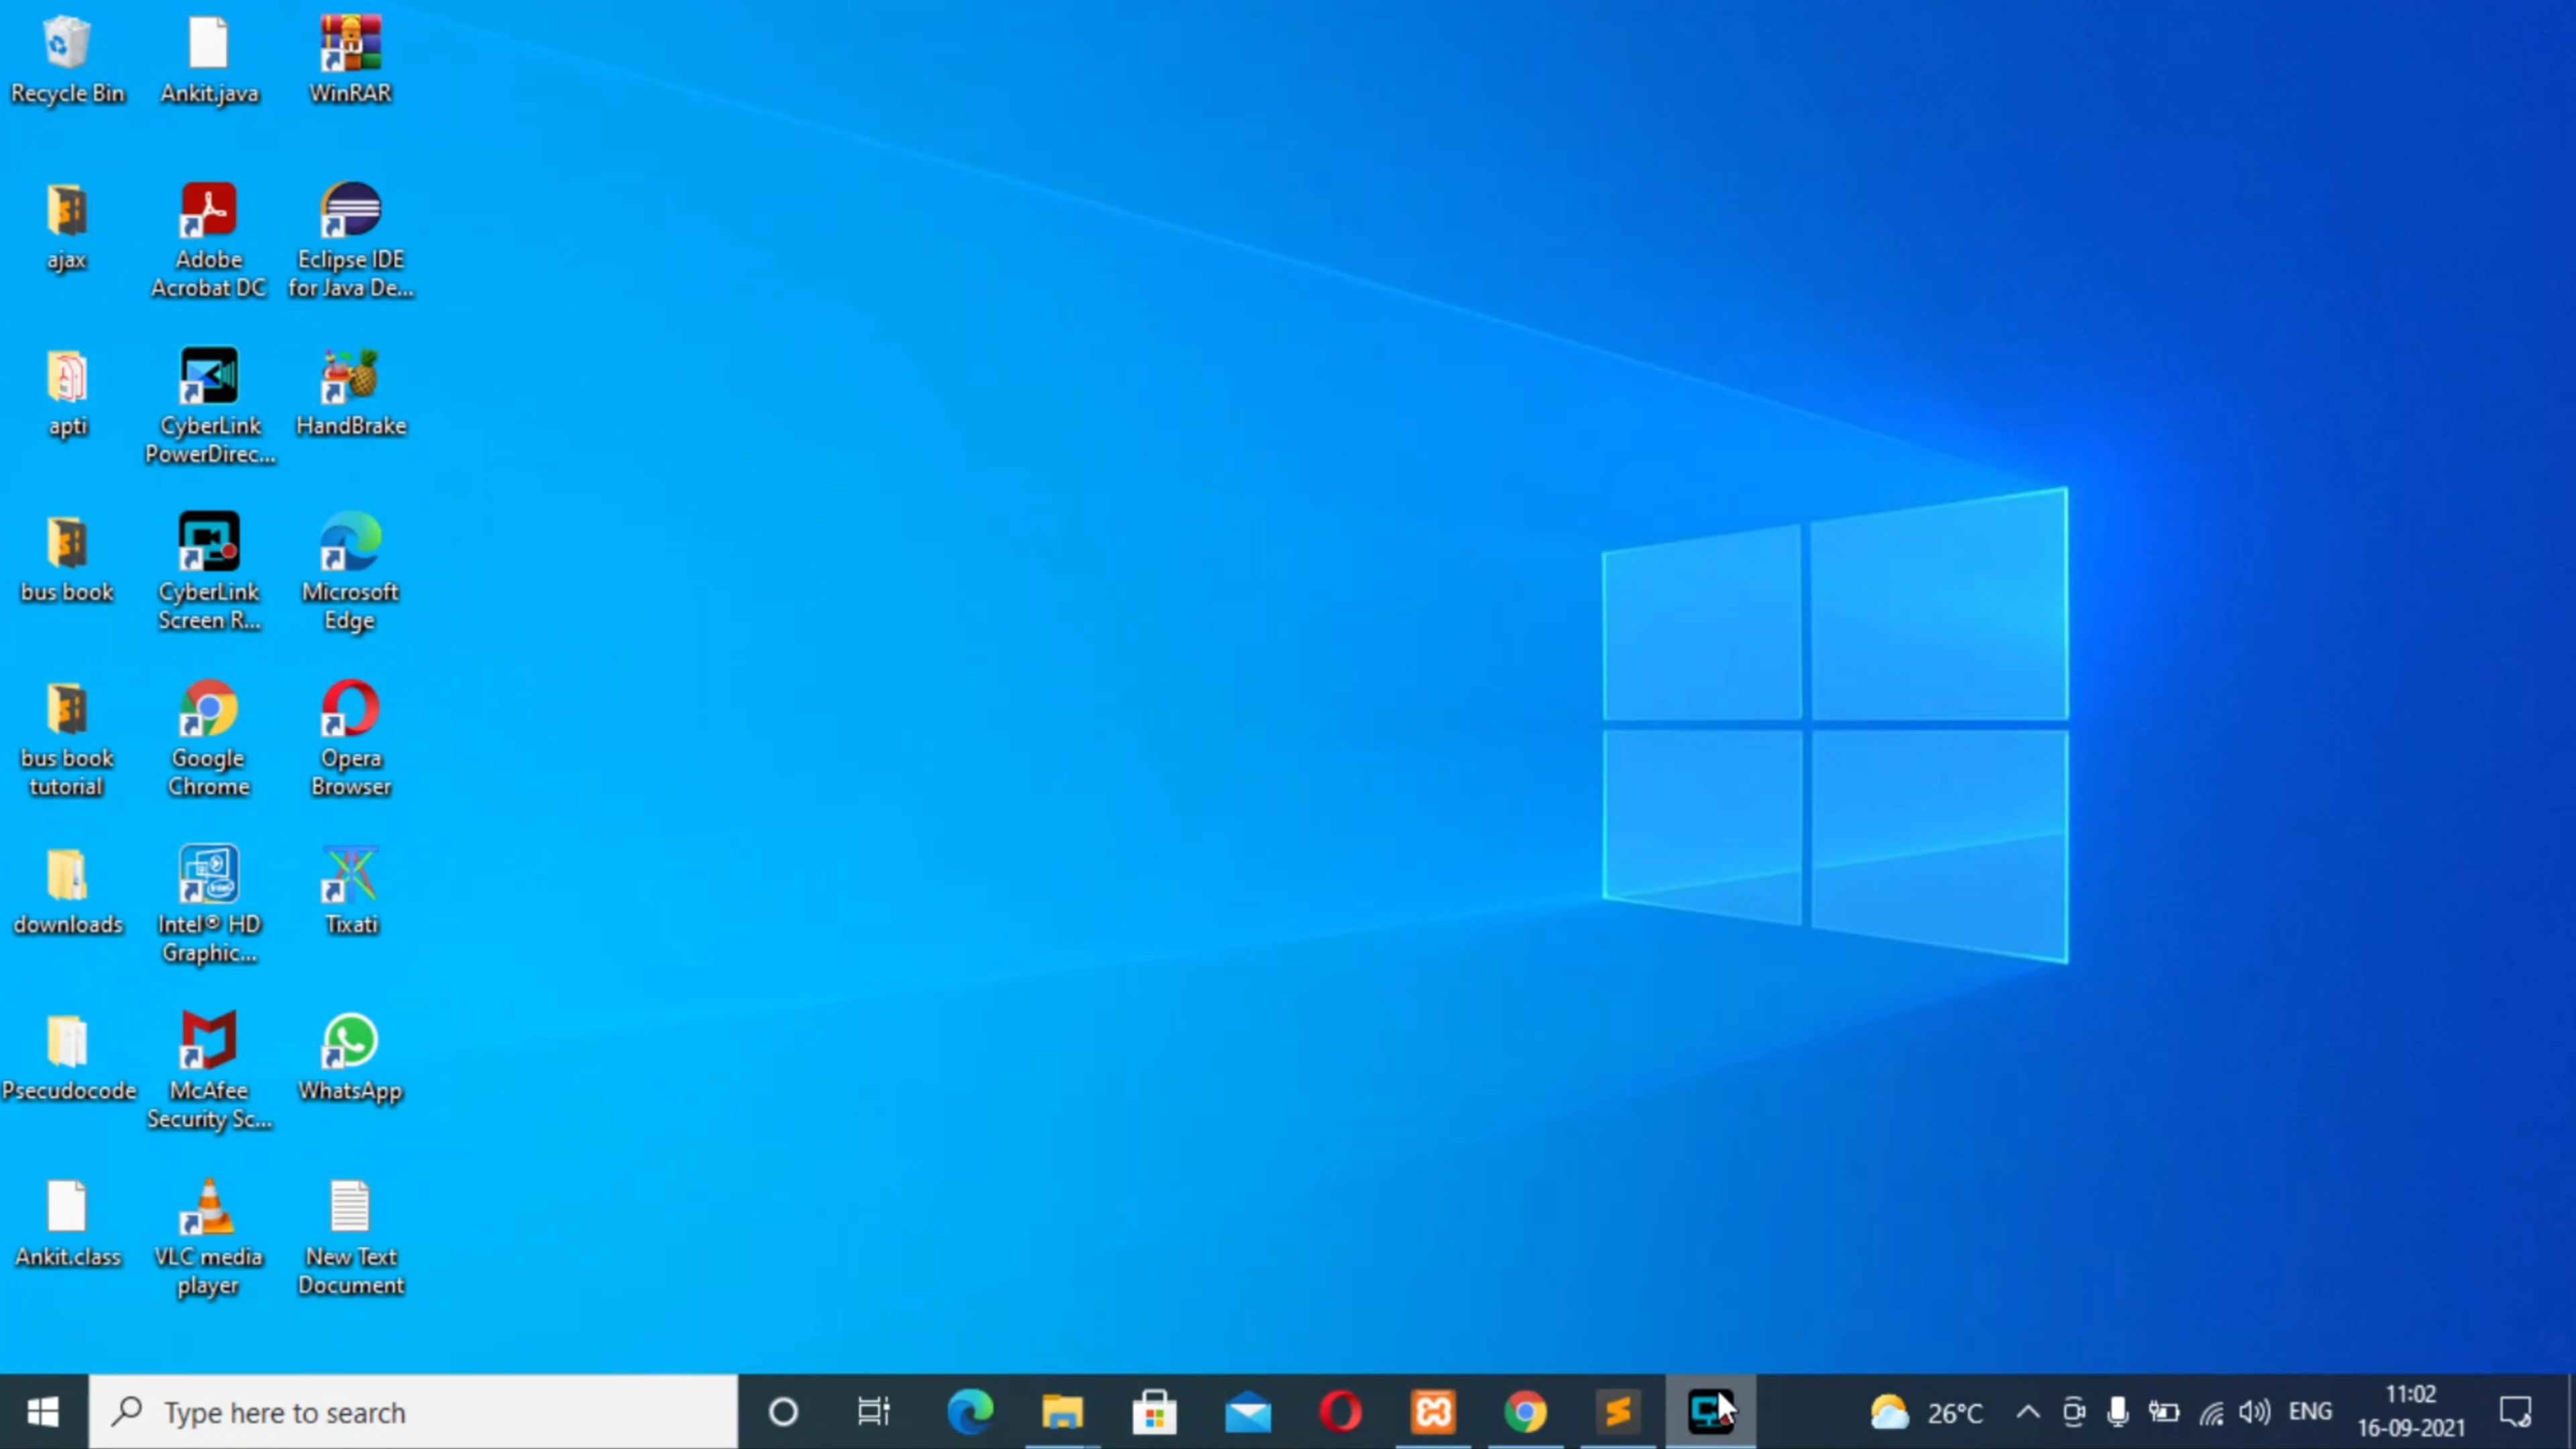 Recycle Bin
Ankit.java
WinRAR
ajax
Adobe
Acrobat DC
Eclipse IDE
for Java De...
apti
CyberLink
PowerDirec...
HandBrake
bus book
CyberLink
Screen R...
Microsoft
Edge
bus book
tutorial
Google
Chrome
Opera
Browser
downloads
Intel® HD
Graphic...
Tixati
Psecudocode
McAfee
Security Sc...
WhatsApp
Ankit.class
VLC media
player
New Text
Document
Type here to search
26°C
ENG
11:02
16-09-2021